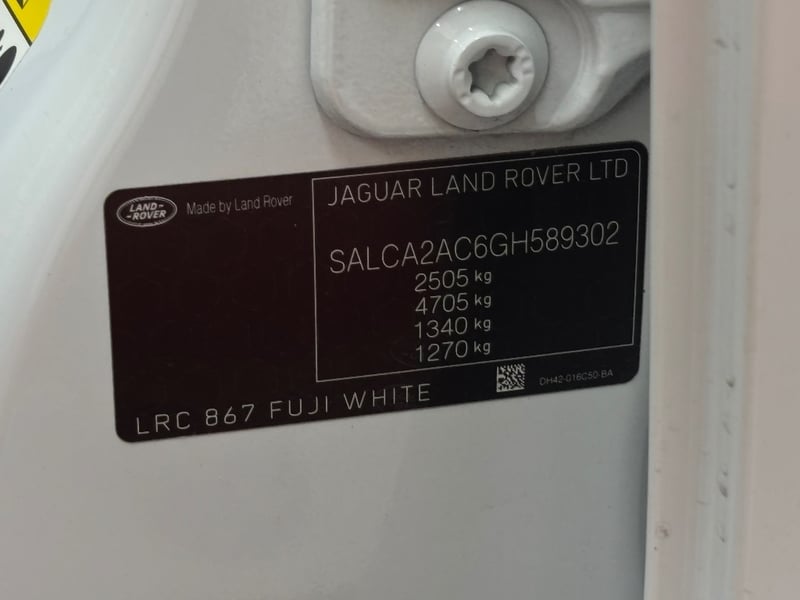 LAND-
-ROVER
Made by Land Rover
JAGUAR LAND ROVER LTD
SALCA2AC6GH589302
2505 kg
4705 kg
1340 kg
1270 kg
DH42-016C50-BA
LRC 867 FUJI WHITE